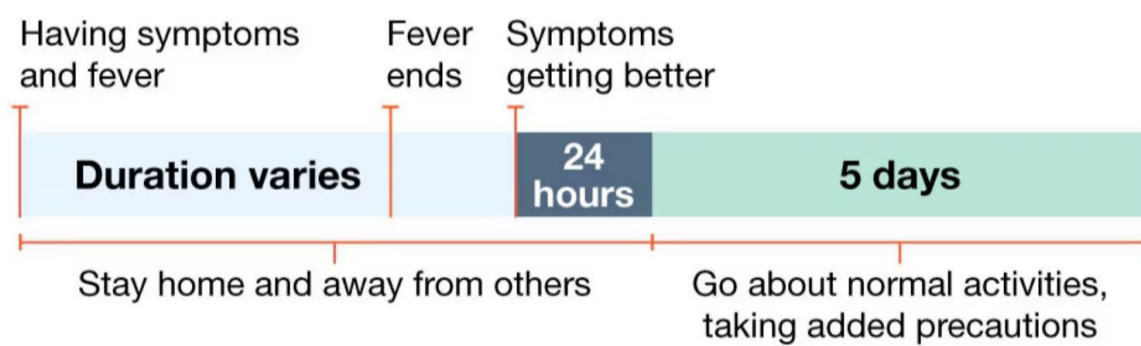 Having symptoms
and fever
Fever
ends
Symptoms
getting better
Duration varies
24
hours
5 days
Stay home and away from others
Go about normal activities,
taking added precautions